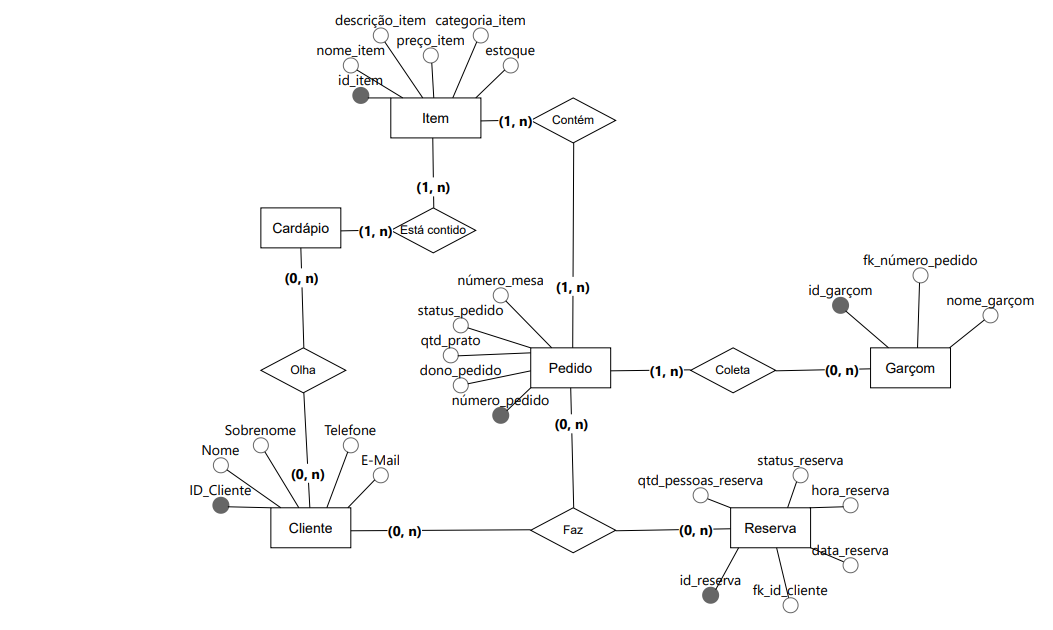 descrição_item
categoria_item
nome_item
preço_item
estoque
id_item
Item
(1, n)
Contém
(1, n)
Cardápio
(1, n)
Está contido
(0, n)
número_mesa
(1, n)
fk_número_pedido
id_garçom
nome_garçom
status_pedido
qtd_prato
dono_pedido
número_pedido
Pedido
(1, n)
Coleta
(0, n)
Garçom
Olha
(0, n)
Sobrenome
Telefone
Nome
E-Mail
(0, n)
ID_Cliente
Cliente
(0, n)
Faz
(0, n)
status_reserva
qtd_pessoas_reserva
hora_reserva
Reserva
data_reserva
id_reserva
fk_id_cliente